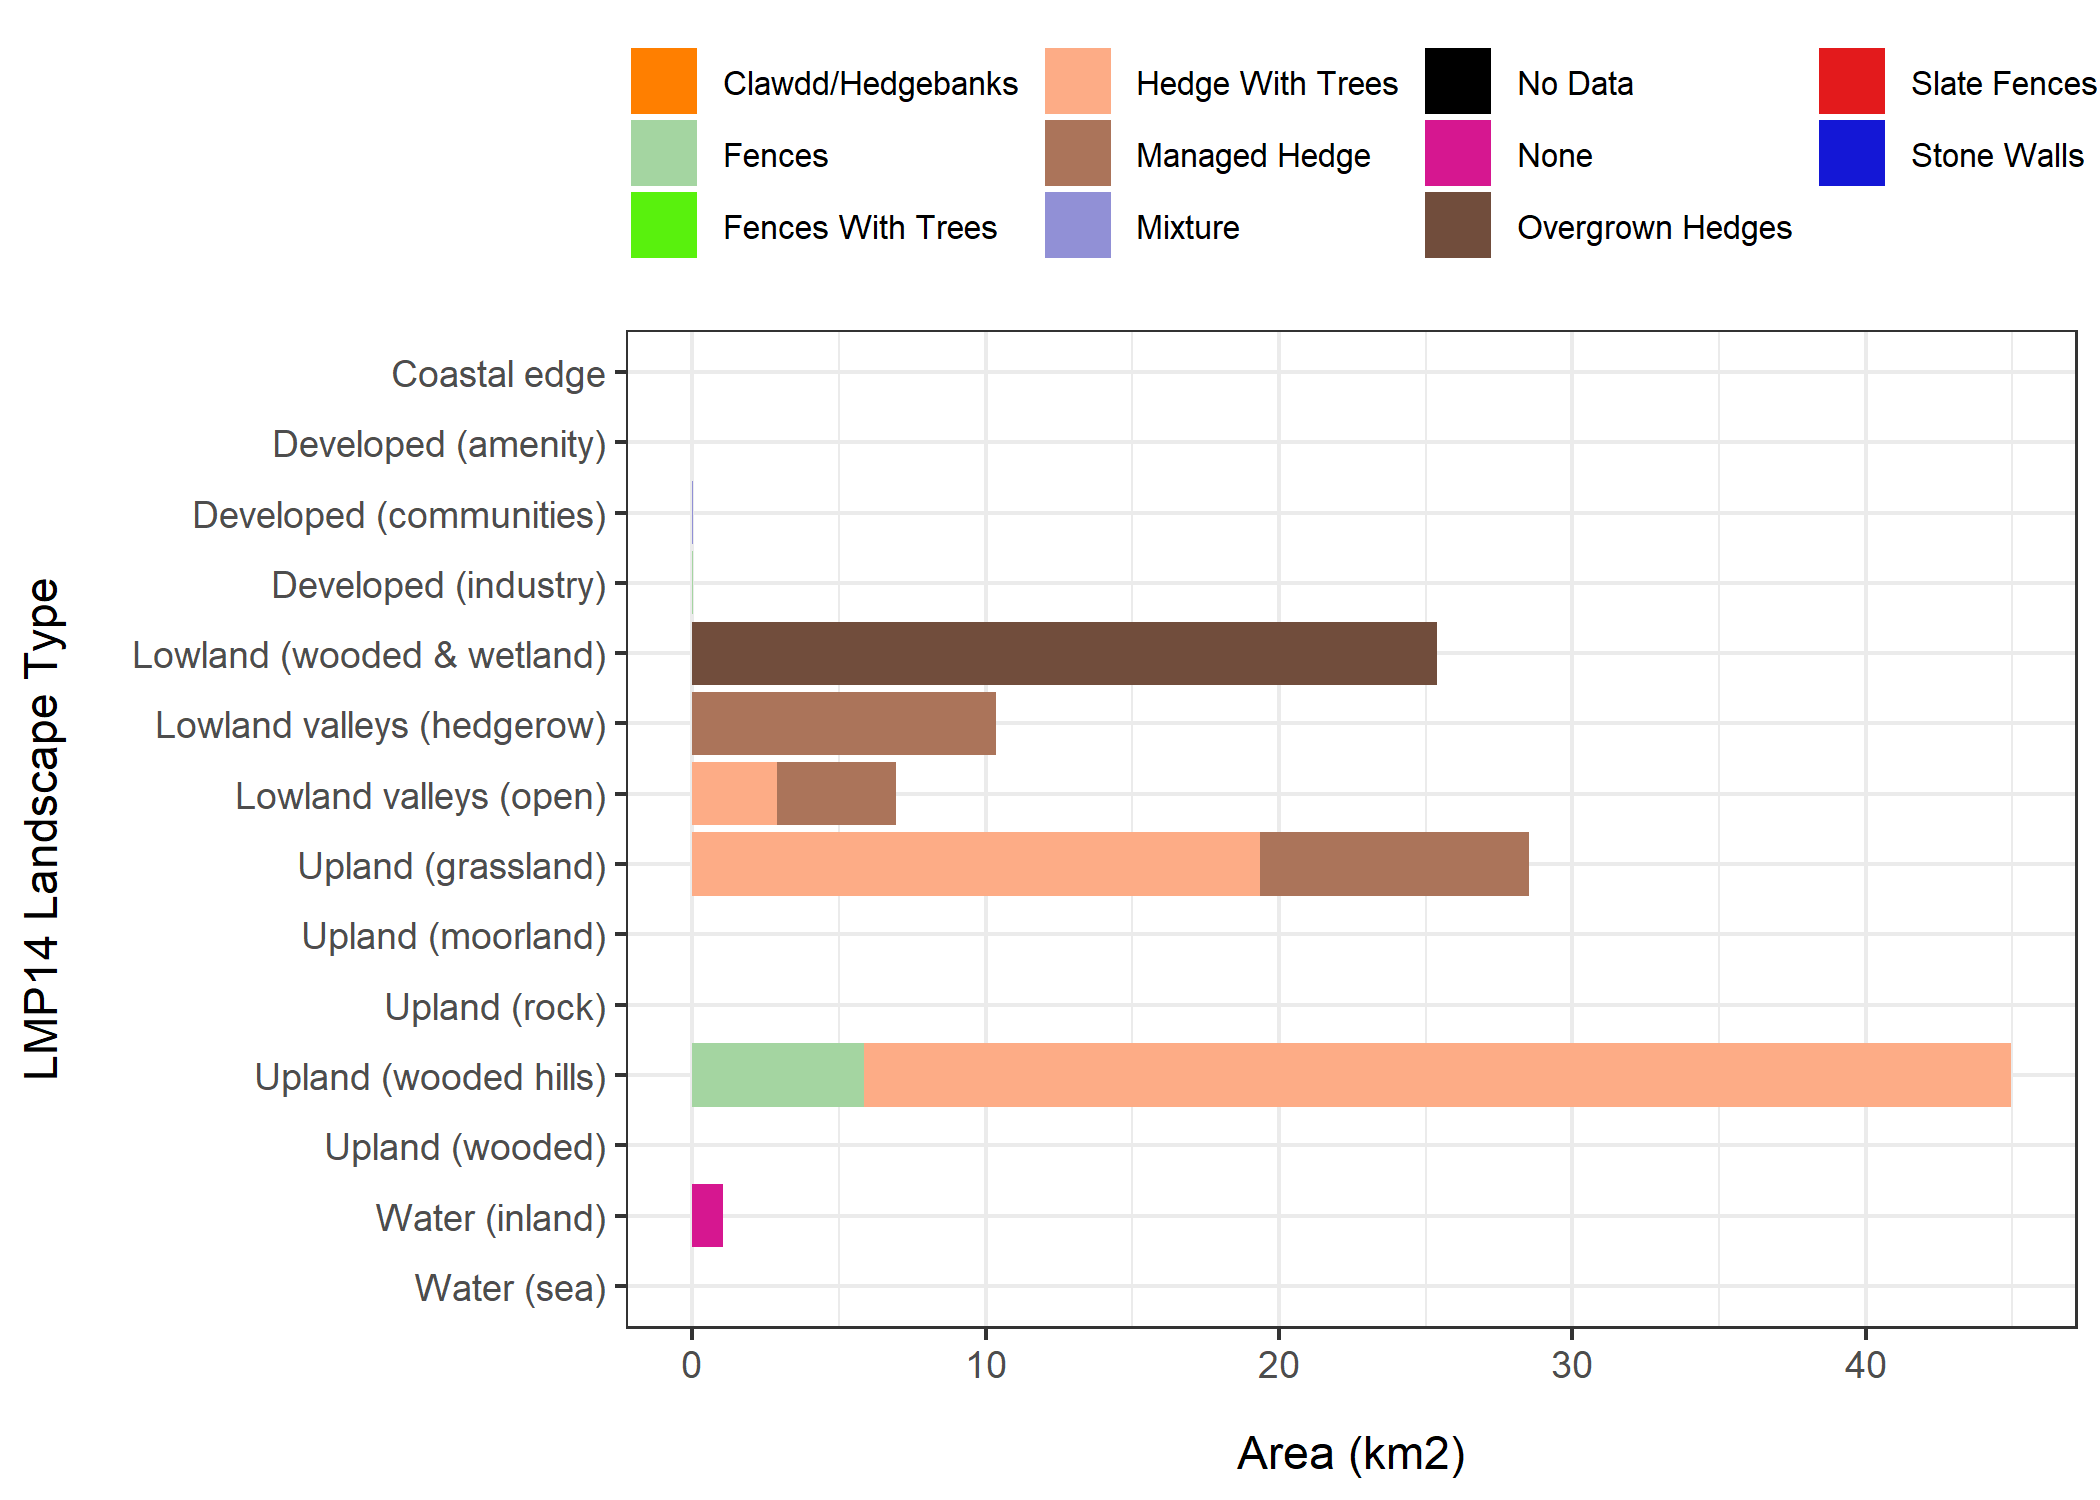 Clawdd/Hedgebanks Hedge With Trees No Data Slate Fences
Fences Managed Hedge None Stone Walls
Fences With Trees Mixture Overgrown Hedges
LMP14 Landscape Type
Coastal edge
Developed (amenity)
Developed (communities)
Developed (industry)
Lowland (wooded & wetland)
Lowland valleys (hedgerow)
Lowland valleys (open)
Upland (grassland)
Upland (moorland)
Upland (rock)
Upland (wooded hills)
Upland (wooded)
Water (inland)
Water (sea)
0 10 20 30 40
Area (km2)